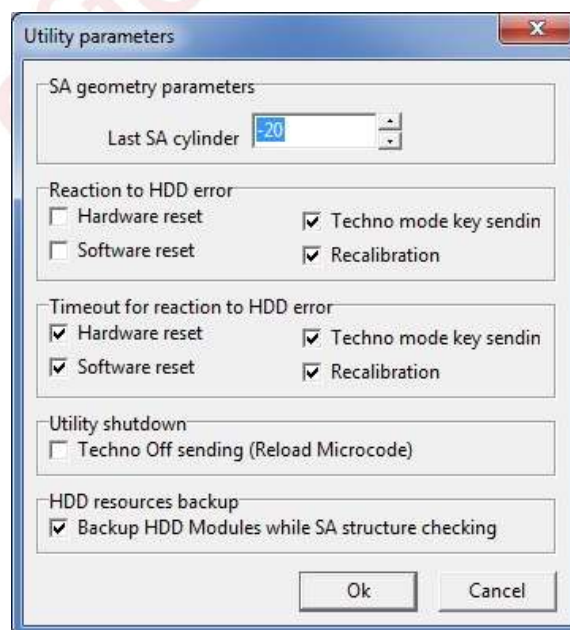 Utility parameters
SA geometry parameters
Last SA cylinder -20
Reaction to HDD error
Hardware reset
Techno mode key sendin
Software reset
Recalibration
Timeout for reaction to HDD error
Hardware reset
Techno mode key sendin
Software reset
Recalibration
Utility shutdown
Techno Off sending (Reload Microcode)
HDD resources backup
Backup HDD Modules while SA structure checking
Ok
Cancel